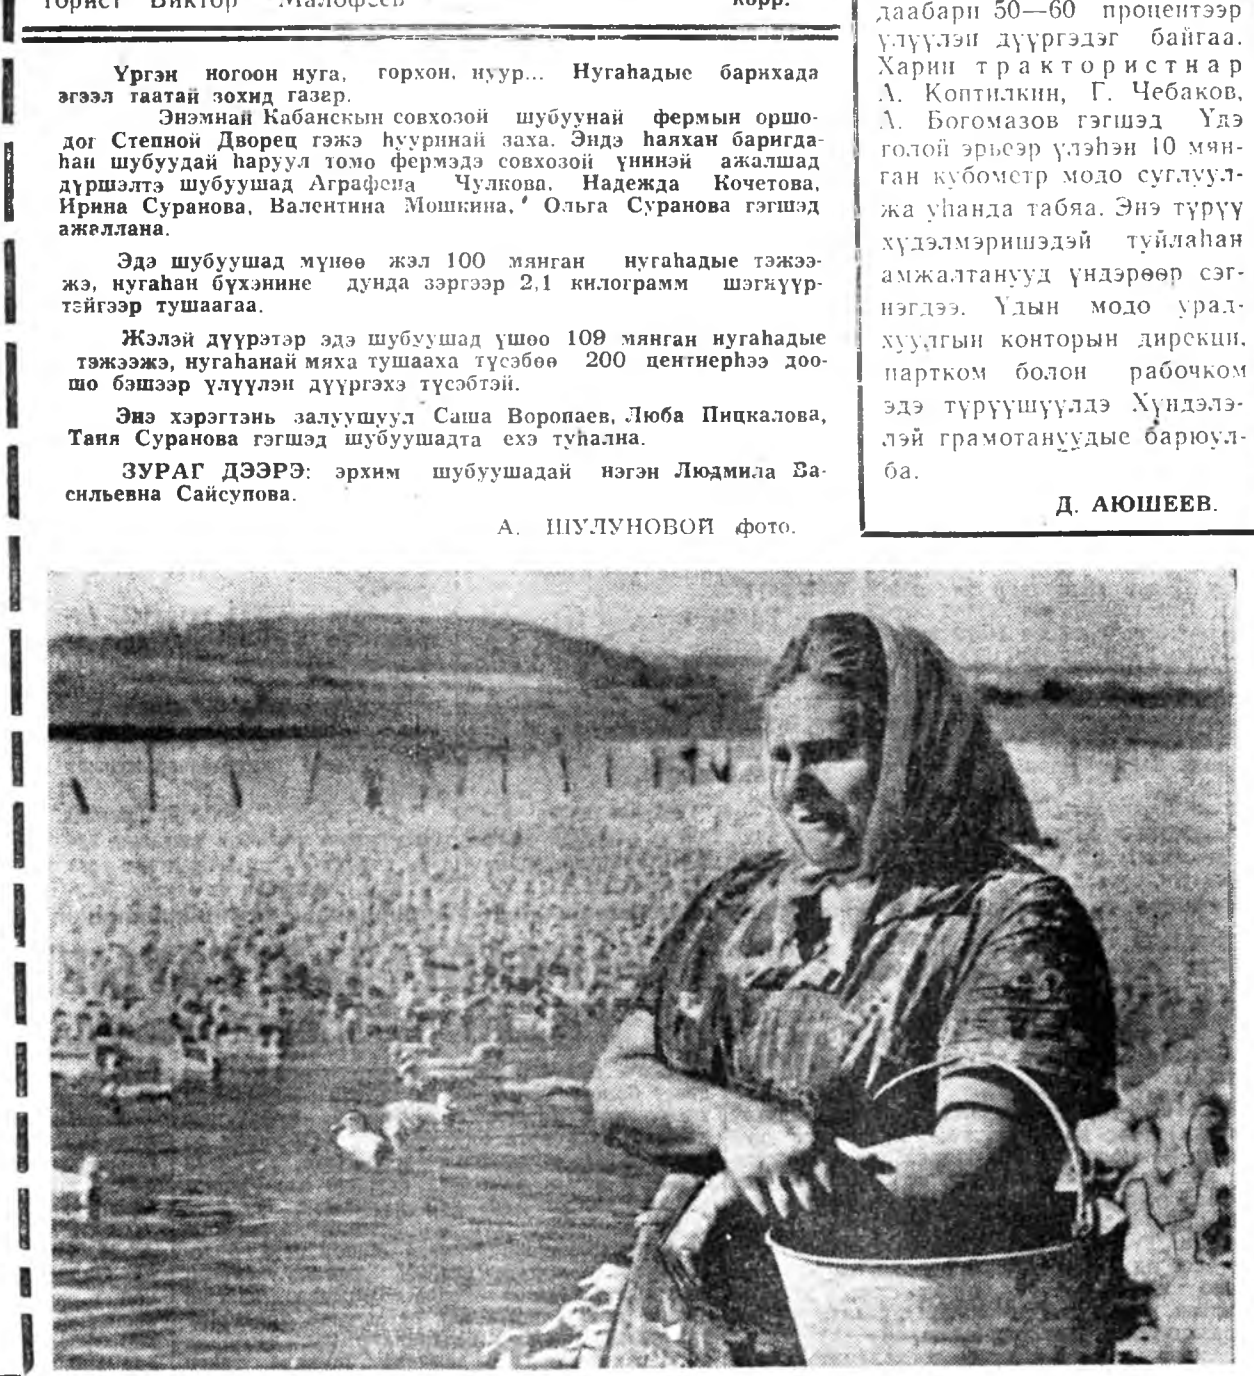 торист Виктор Малофеев
корр.
Үргэн ногоон нуга, горхон, нуур... Нугаһадые барихада
эгээл таатай зохид газар.
Энэмнай Кабанскын совхозой шубуунай фермын оршо-
дог Степной Дворец гэжэ һууринай заха. Эндэ һаяхан баригда-
һан шубуудай һаруул томо фермэдэ совхозой үнинэй ажалшад
дүршэлтэ шубуушад Аграфена Чулкова, Надежда Кочетова,
Ирина Суранова, Валентина Мошкина, Ольга Суранова гэгшэд
ажаллана.
Эдэ шубуушад мүнөө жэл 100 мянган нугаһадые тэжээ-
жэ, нугаһан бүхэнине дунда зэргээр 2,1 килограмм шэгнүүр-
тэйгээр тушаагаа.
Жэлэй дүүрэтэр эдэ шубуушад үшөө 109 мянган нугаһадые
тэжээжэ, нугаһанай мяха тушааха түсэбөө 200 центнерһээ доо-
шо бэшээр үлүүлэн дүүргэхэ түсэбтэй.
Энэ хэрэгтэнь залуушуул Саша Воропаев, Люба Пицкалова,
Таня Суранова гэгшэд шубуушадта ехэ туһална.
ЗУРАГ ДЭЭРЭ: эрхим шубуушадай нэгэн Людмила Ва-
сильевна Сайсупова.
А. ШУЛУНОВОЙ фото.
даабари 50—60 процентээр
үлүүлэн дүүргэдэг байгаа.
Харин трактористнар
А. Коптилкин, Г. Чебаков,
А. Богомазов гэгшэд Үдэ
голой эрьеэр үлэһэн 10 мян-
ган кубометр модо суглуул-
жа уһанда табяа. Энэ түрүү
хүдэлмэришэдэй туйлаһан
амжалтанууд үндэрөөр сэг-
нэгдээ. Үдын модо урад-
хуулгын конторын дирекци,
партком болон рабочком
эдэ түрүүшүүлдэ Хүндэлэ-
лэй грамотануудые барюул-
ба.
Д. АЮШЕЕВ.